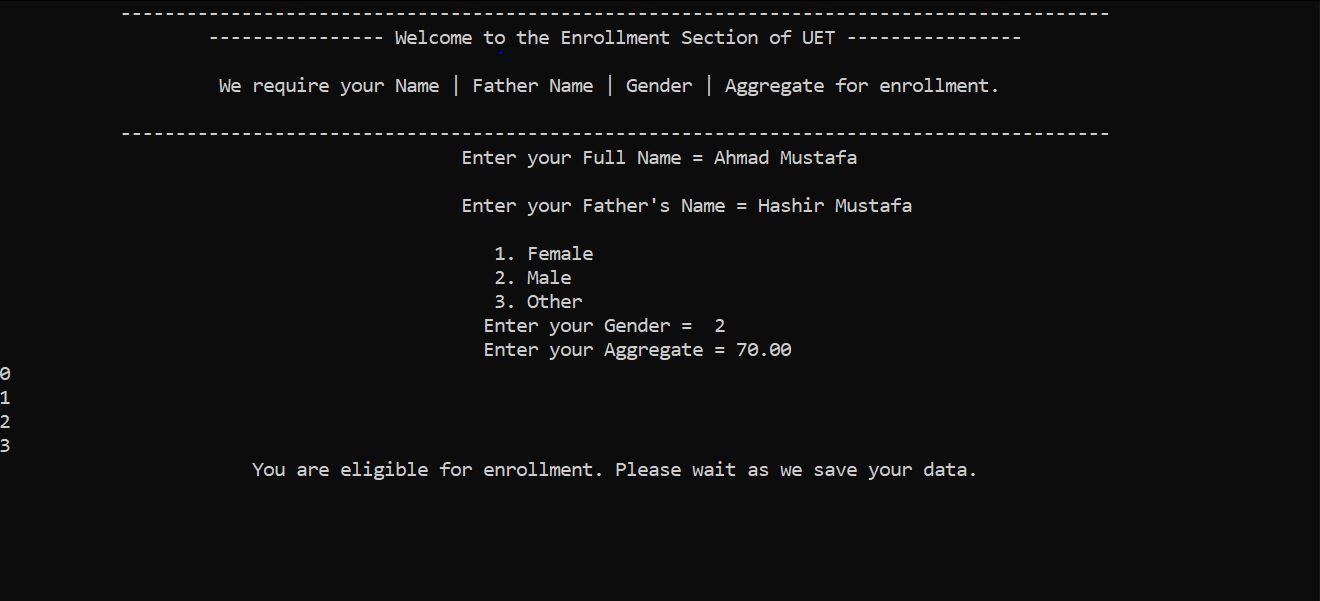 ------------------------------------------------------------------------------------------
---------------- Welcome to the Enrollment Section of UET ----------------
We require your Name | Father Name | Gender | Aggregate for enrollment.
------------------------------------------------------------------------------------------
Enter your Full Name = Ahmad Mustafa
Enter your Father's Name = Hashir Mustafa
1. Female
2. Male
3. Other
Enter your Gender =  2
Enter your Aggregate = 70.00
0
1
2
3
You are eligible for enrollment. Please wait as we save your data.